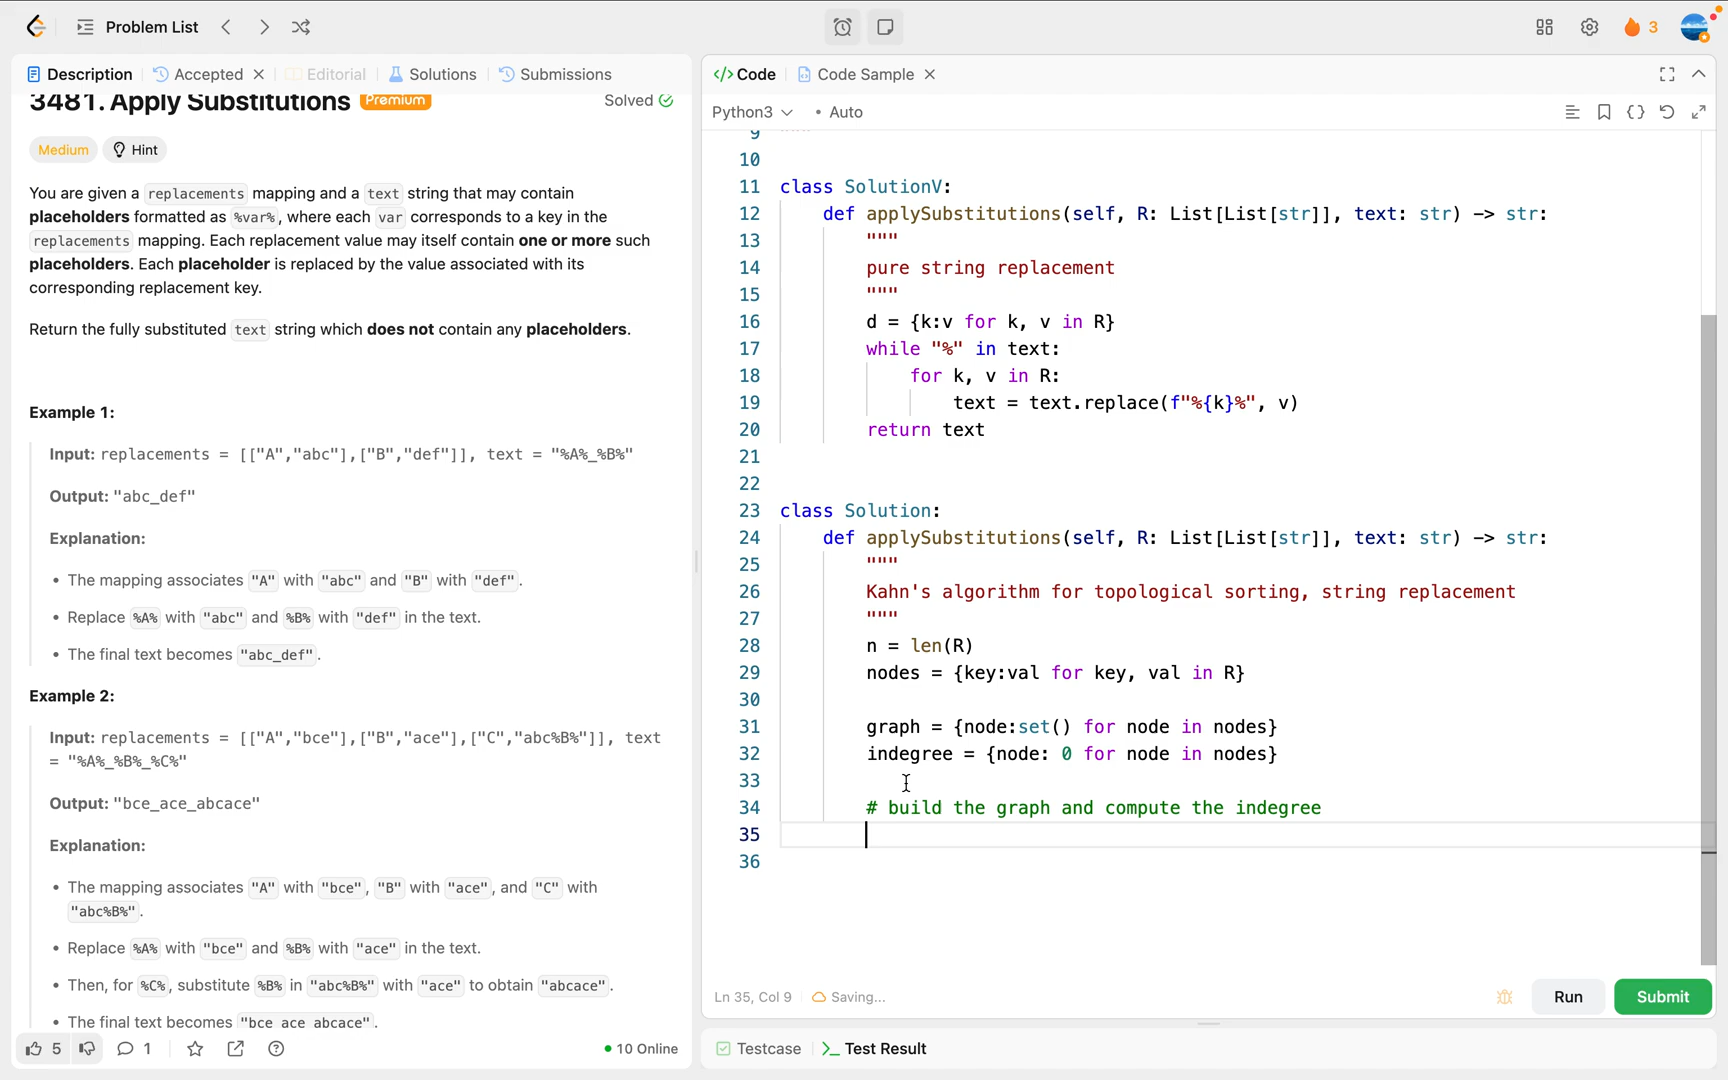 Problem List
3
Description
Accepted
Editorial
Solutions
Submissions
3481. Apply Substitutions
Premium
Solved
Medium
Hint
You are given a replacements mapping and a text string that may contain
placeholders formatted as %var%, where each var corresponds to a key in the
replacements mapping. Each replacement value may itself contain one or more such
placeholders. Each placeholder is replaced by the value associated with its
corresponding replacement key.
Return the fully substituted text string which does not contain any placeholders.
Example 1:
Input: replacements = [["A","abc"],["B","def"]], text = "%A%_%B%"
Output: "abc_def"
Explanation:
• The mapping associates "A" with "abc" and "B" with "def".
• Replace %A% with "abc" and %B% with "def" in the text.
• The final text becomes "abc_def".
Example 2:
Input: replacements = [["A","bce"],["B","ace"],["C","abc%B%"]], text
= "%A%_%B%_%C%"
Output: "bce_ace_abcace"
Explanation:
• The mapping associates "A" with "bce", "B" with "ace", and "C" with
"abc%B%".
• Replace %A% with "bce" and %B% with "ace" in the text.
• Then, for %C%, substitute %B% in "abc%B%" with "ace" to obtain "abcace".
• The final text becomes "bce_ace_abcace".
5
1
• 10 Online
</> Code
Code Sample
Python3
• Auto
9 """
10
11 class SolutionV:
12 def applySubstitutions(self, R: List[List[str]], text: str) -> str:
13 """
14 pure string replacement
15 """
16 d = {k:v for k, v in R}
17 while "%" in text:
18 for k, v in R:
19 text = text.replace(f"%{k}%", v)
20 return text
21
22
23 class Solution:
24 def applySubstitutions(self, R: List[List[str]], text: str) -> str:
25 """
26 Kahn's algorithm for topological sorting, string replacement
27 """
28 n = len(R)
29 nodes = {key:val for key, val in R}
30
31 graph = {node:set() for node in nodes}
32 indegree = {node: 0 for node in nodes}
33
34 # build the graph and compute the indegree
35
36
Ln 35, Col 9
Saving...
Run
Submit
Testcase
>_ Test Result